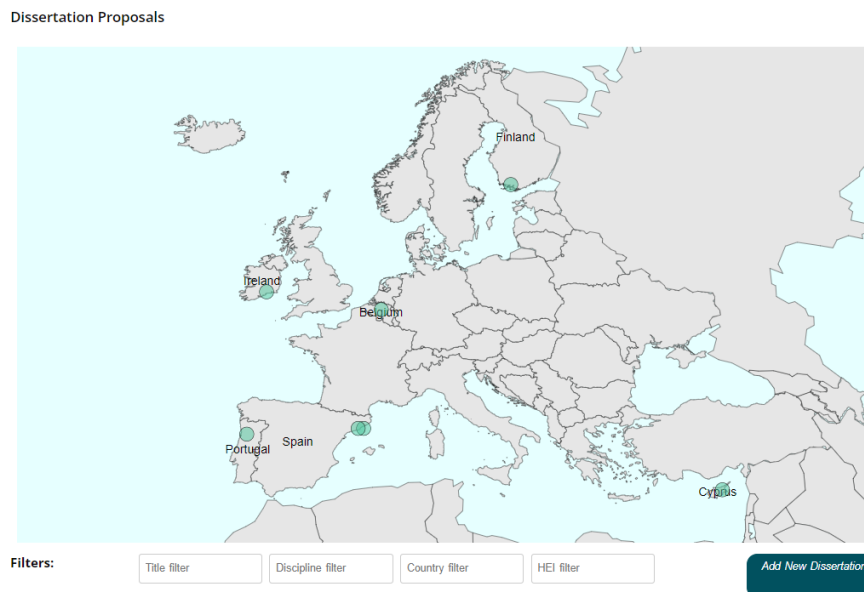 Dissertation Proposals
Finland
Ireland
Belgium
Portugal
Spain
Cyprus
Filters:
Title filter
Discipline filter
Country filter
HEI filter
Add New Dissertation